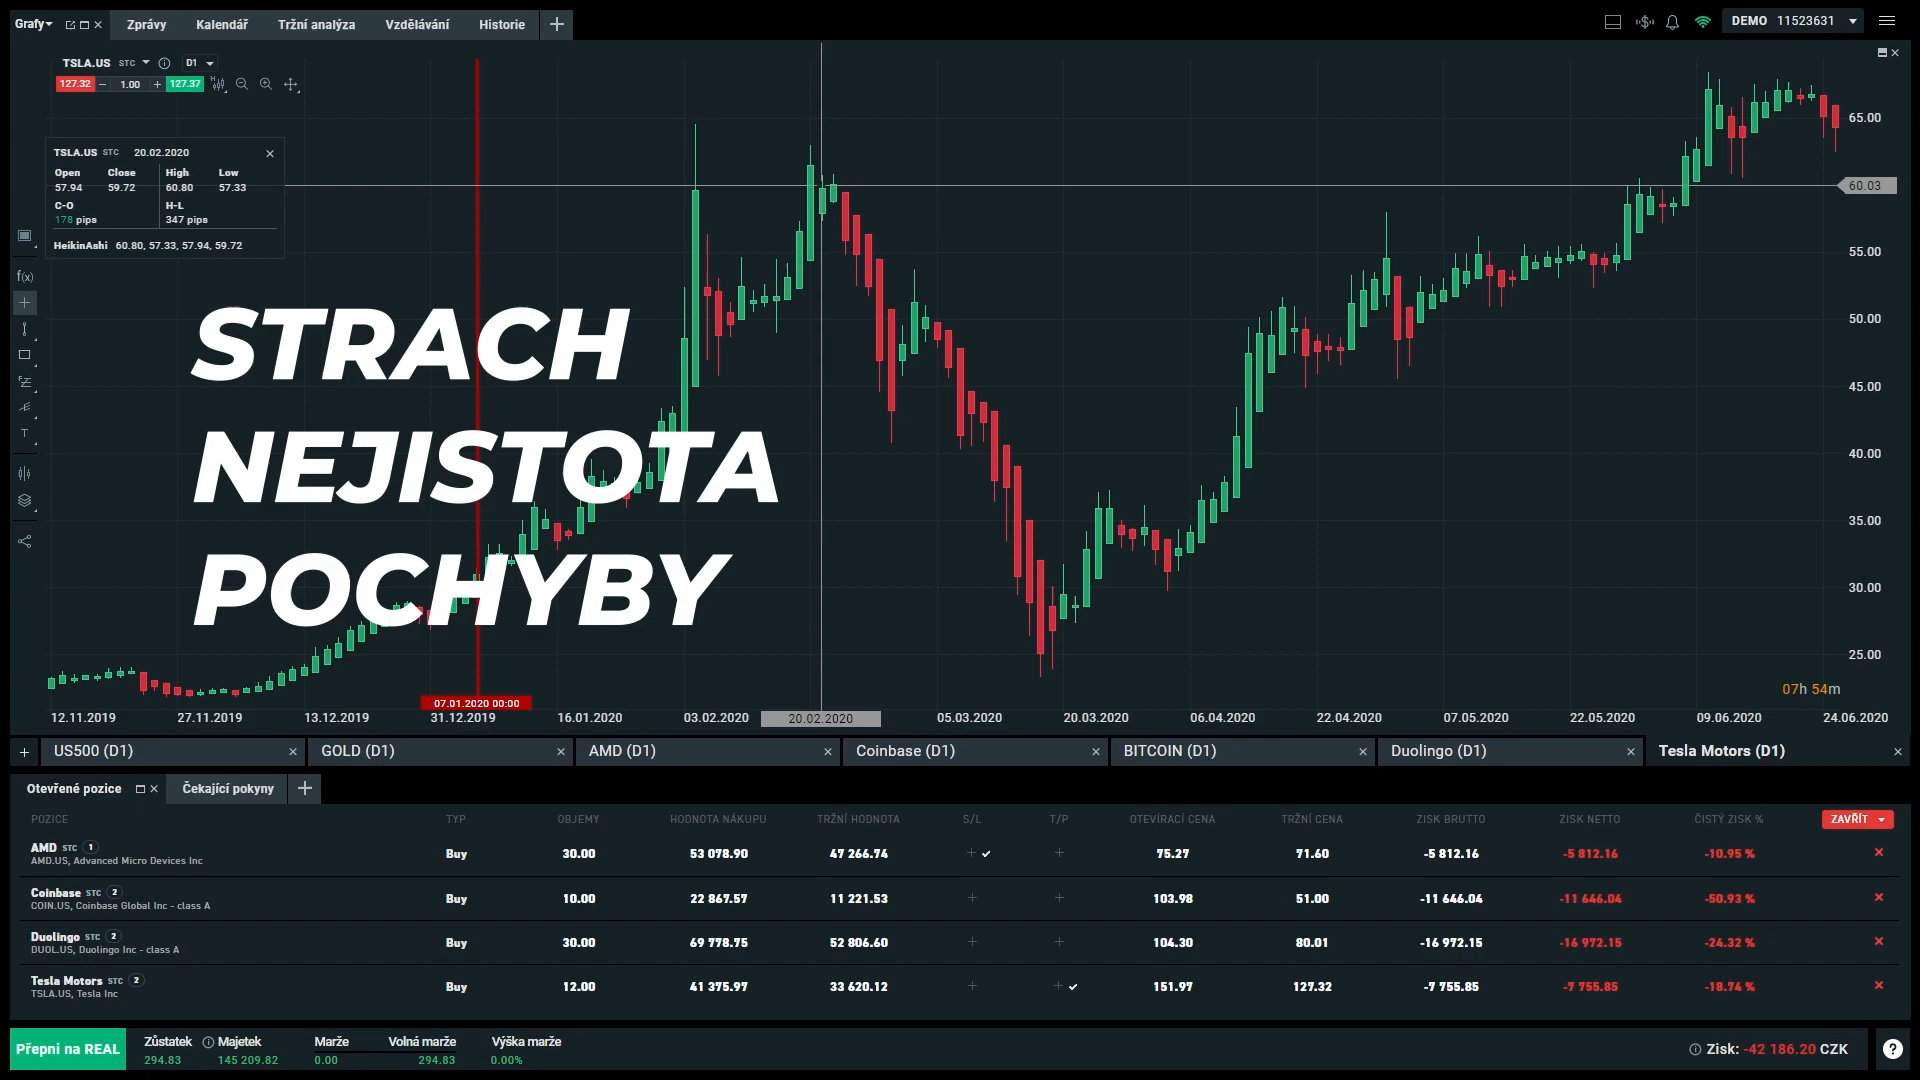 Grafy Zprávy Kalendář Tržní analýza Vzdělávání Historie DEMO 11523631
TSLA.US STC D1
127.32 1.00 127.37
TSLA.US STC 20.02.2020
Open Close High Low
57.94 59.72 60.80 57.33
C-O H-L
178 pips 347 pips
HeikinAshi 60.80, 57.33, 57.94, 59.72
f(x)
T
STRACH
NEJISTOTA
POCHYBY
65.00
60.03
55.00
50.00
45.00
40.00
35.00
30.00
25.00
07h 54m
07.01.2020 00:00
12.11.2019 27.11.2019 13.12.2019 31.12.2019 16.01.2020 03.02.2020 20.02.2020 05.03.2020 20.03.2020 6.04.2020 22.04.2020 07.05.2020 22.05.2020 09.06.2020 24.06.2020
US500 (D1) GOLD (D1) AMD (D1) Coinbase (D1) BITCOIN (D1) Duolingo (D1) Tesla Motors (D1)
Otevřené pozice Čekající pokyny
POZICE TYP OBJEMY HODNOTA NÁKUPU TRŽNÍ HODNOTA S/L T/P OTEVÍRACÍ CENA TRŽNÍ CENA ZISK BRUTTO ZISK NETTO ČISTÝ ZISK % ZAVŘÍT
AMD STC 1 Buy 30.00 53 078.90 47 266.74 75.27 71.60 -5 812.16 -5 812.16 -10.95 %
AMD.US, Advanced Micro Devices Inc
Coinbase STC 2 Buy 10.00 22 867.57 11 221.53 103.98 51.00 -11 646.04 -11 646.04 -50.93 %
COIN.US, Coinbase Global Inc - class A
Duolingo STC 2 Buy 30.00 69 778.75 52 806.60 104.30 80.01 -16 972.15 -16 972.15 -24.32 %
DUOL.US, Duolingo Inc - class A
Tesla Motors STC 2 Buy 12.00 41 375.97 33 620.12 151.97 127.32 -7 755.85 -7 755.85 -18.74 %
TSLA.US, Tesla Inc
Přepni na REAL Zůstatek Majetek Marže Volná marže Výška marže Zisk: -42 186.20 CZK ?
294.83 145 209.82 0.00 294.83 0.00%